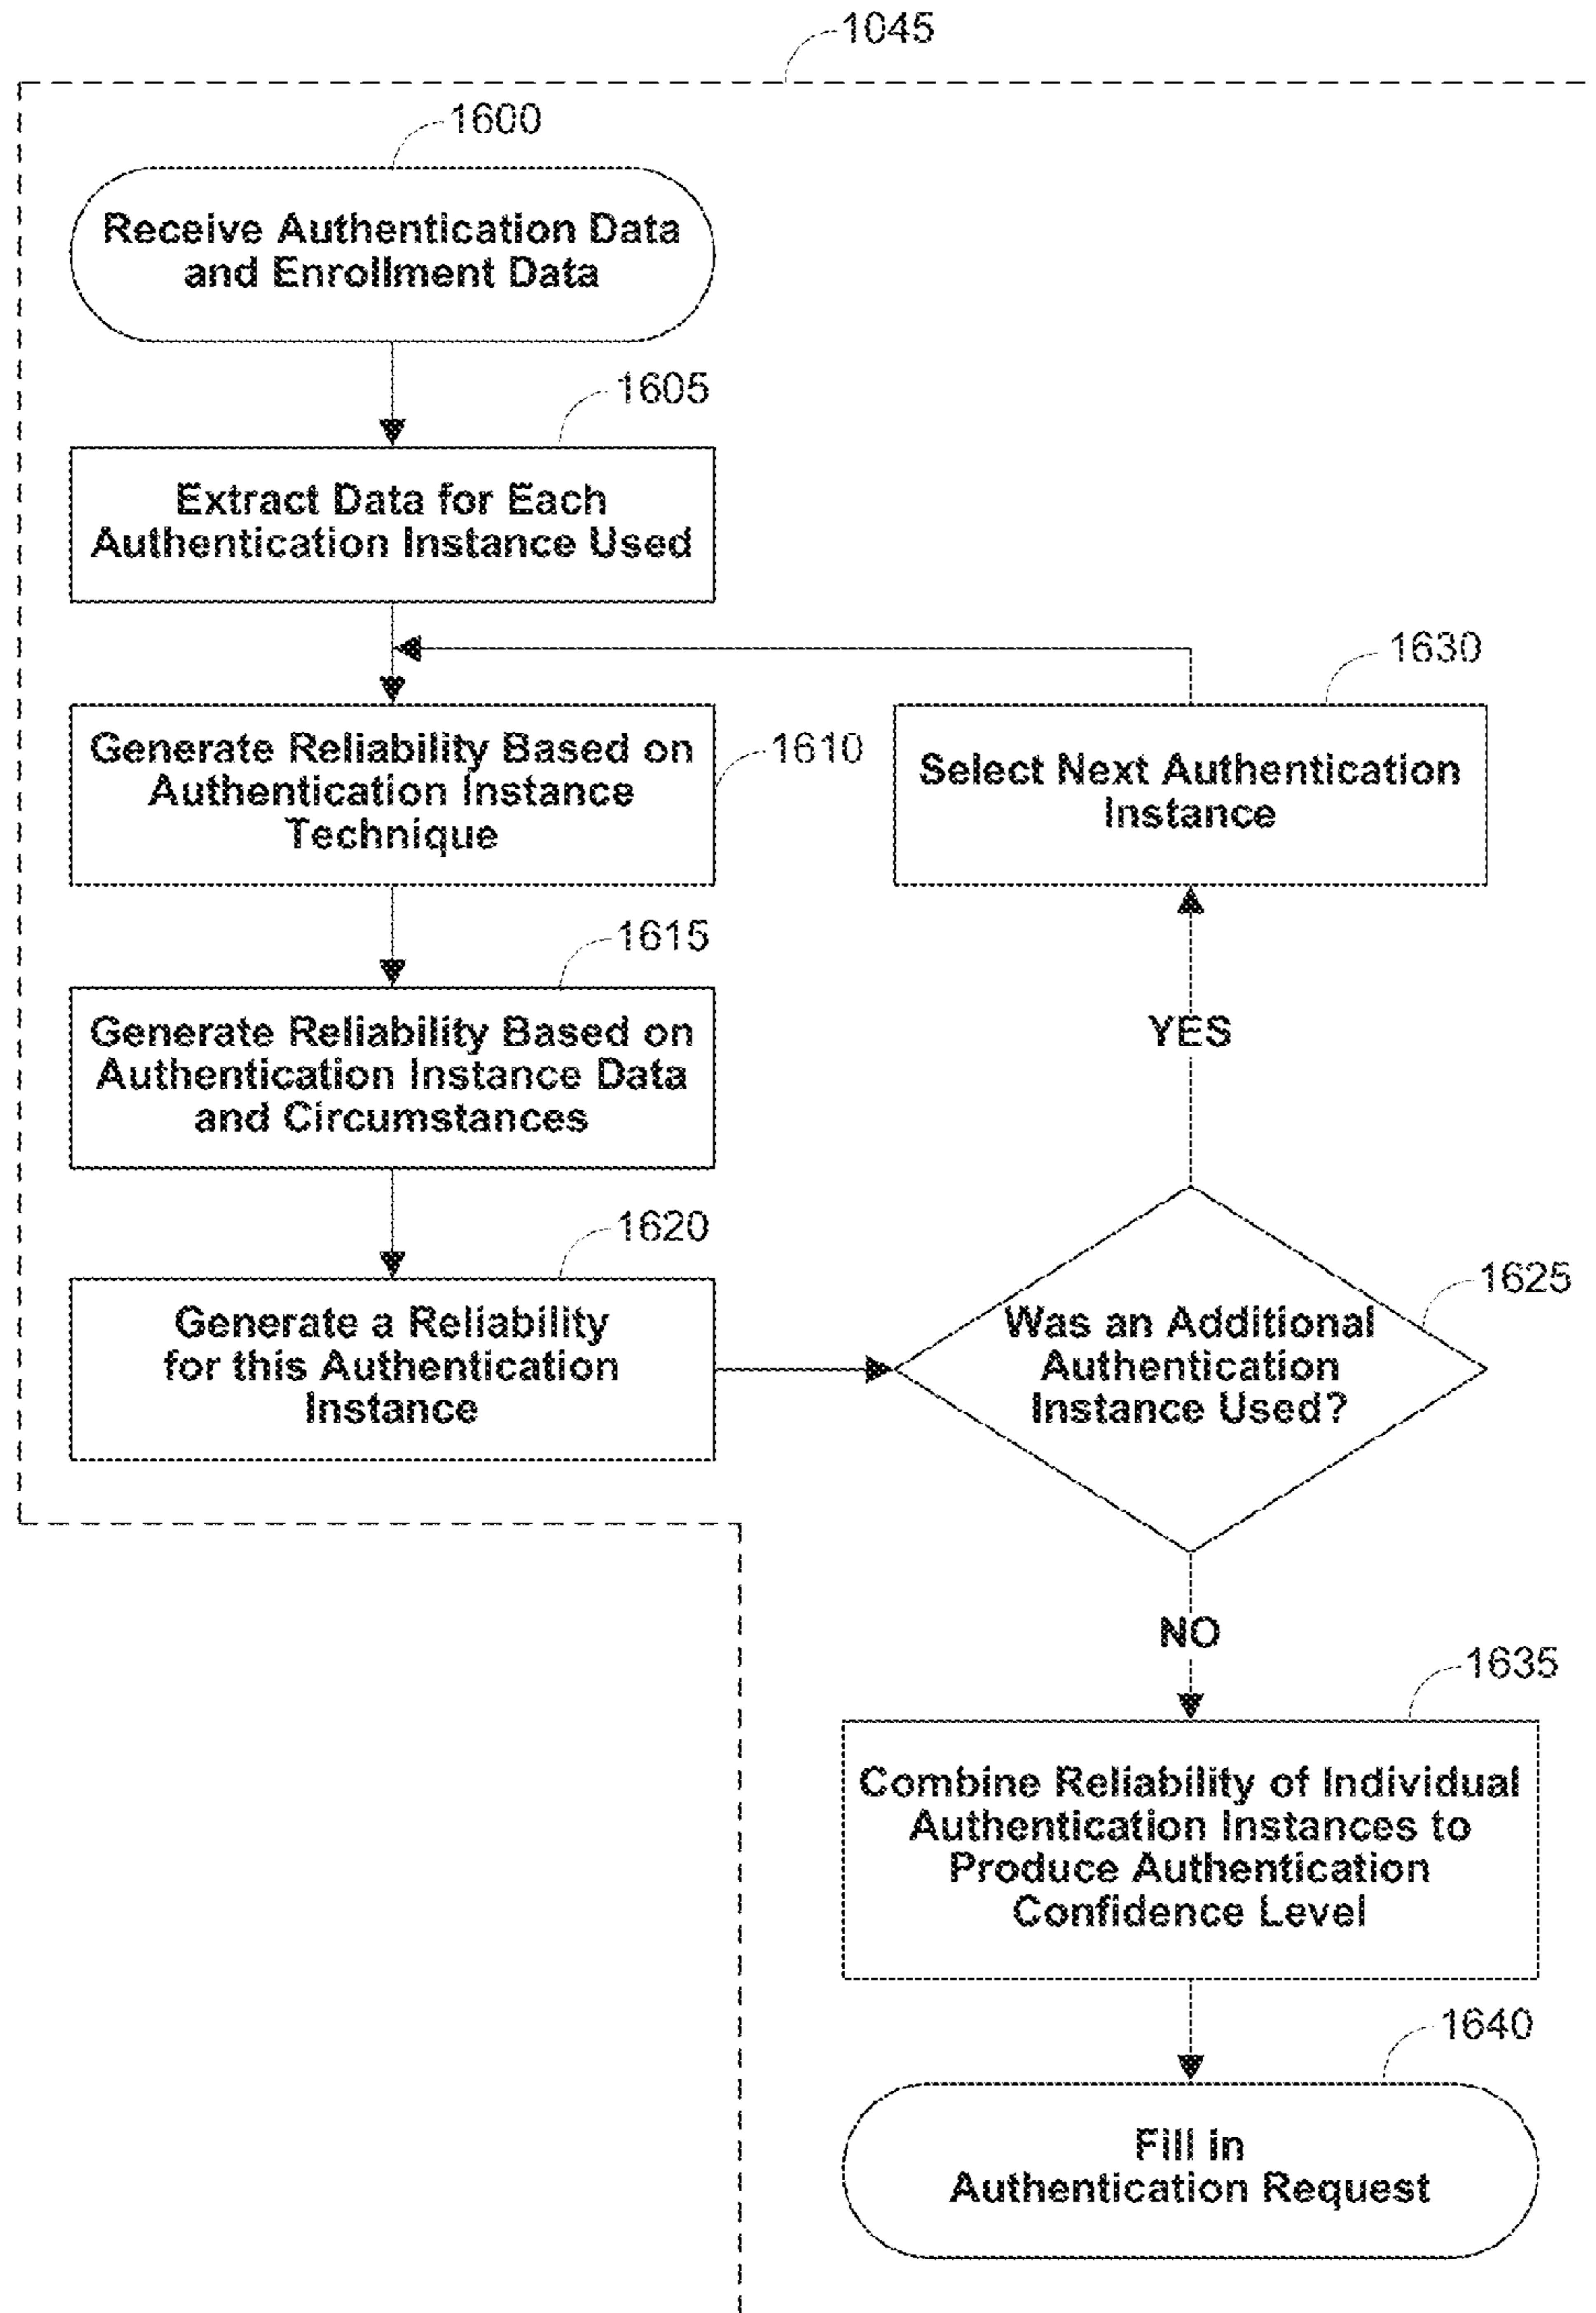 1045
1600
Receive Authentication Data
and Enrollment Data
1605
Extract Data for Each
Authentication Instance Used
1610
Generate Reliability Based on
Authentication Instance
Technique
1615
Generate Reliability Based on
Authentication Instance Data
and Circumstances
1620
Generate a Reliability
for this Authentication
Instance
1625
Was an Additional
Authentication
Instance Used?
YES
1630
Select Next Authentication
Instance
NO
1635
Combine Reliability of Individual
Authentication Instances to
Produce Authentication
Confidence Level
1640
Fill in
Authentication Request